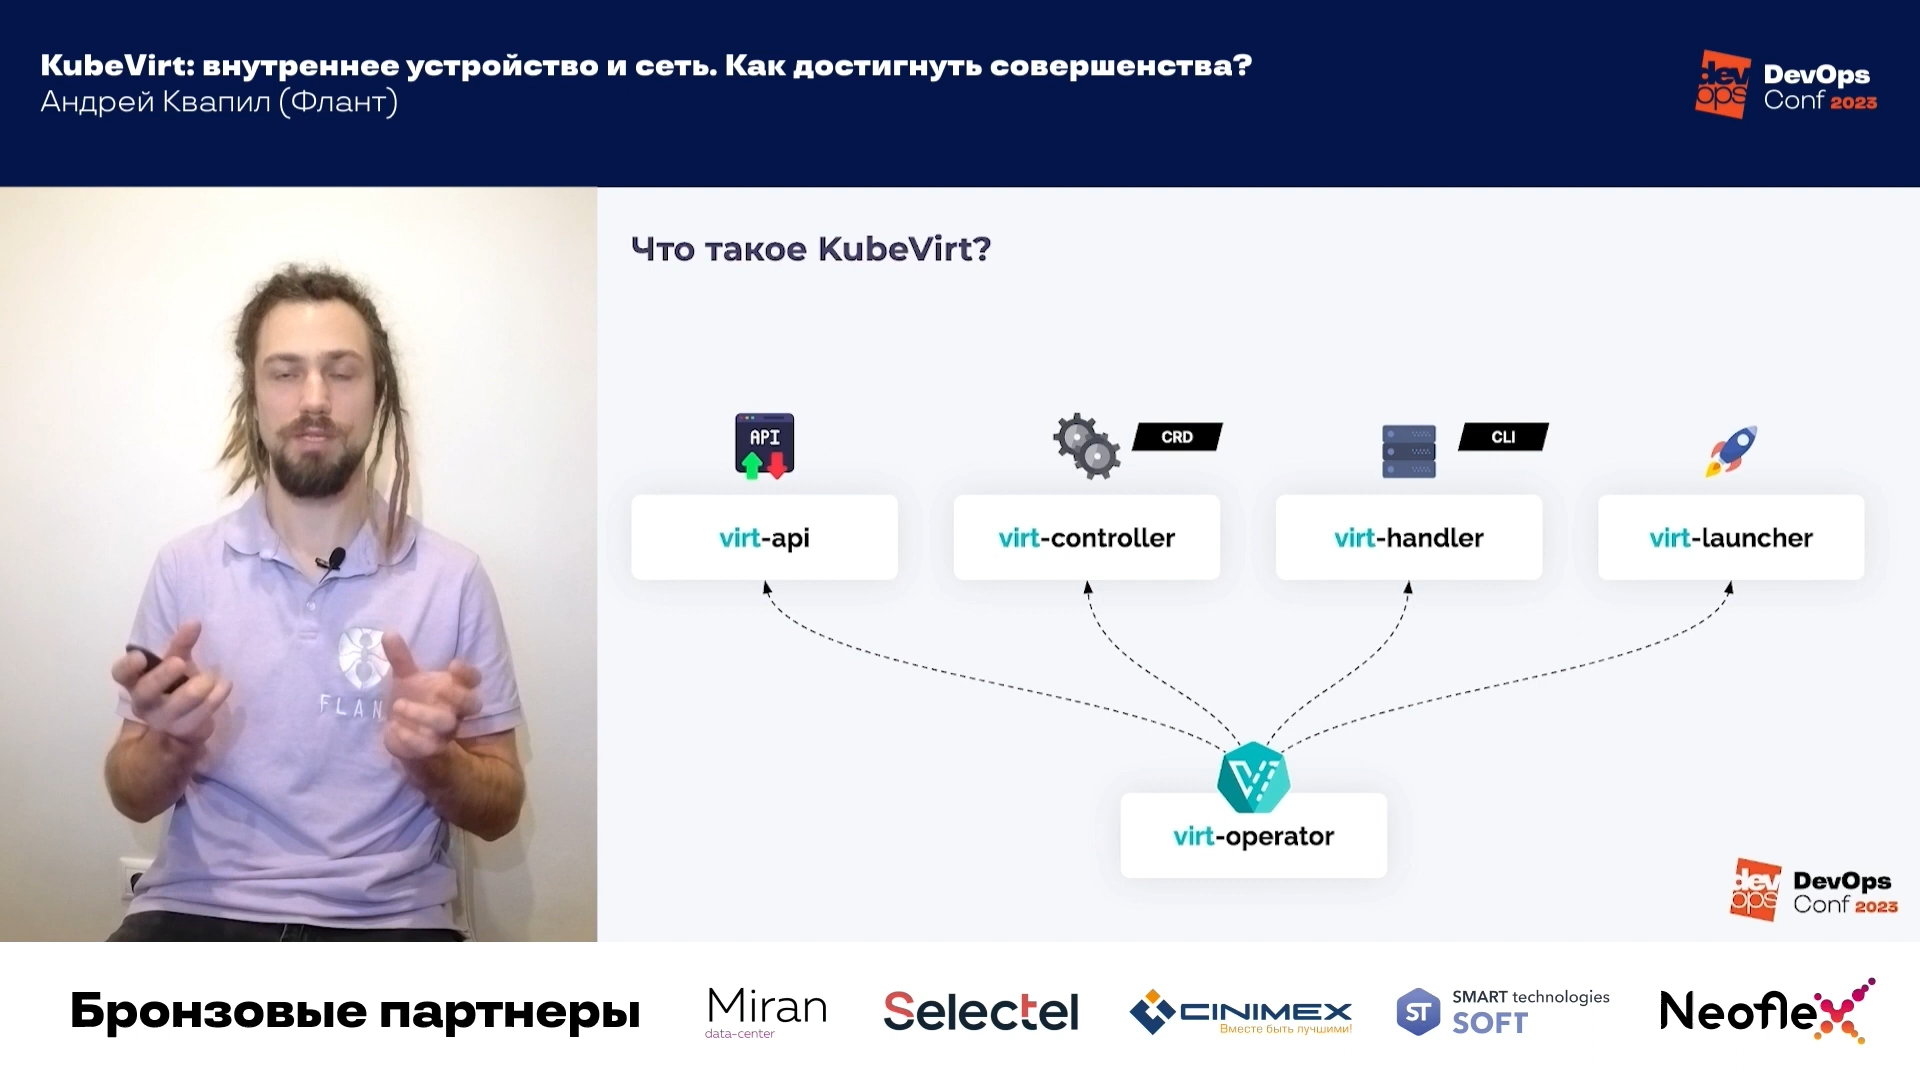 KubeVirt: внутреннее устройство и сеть. Как достигнуть совершенства?
Андрей Квапил (Флант)
dev
ops
DevOps
Conf 2023
Что такое KubeVirt?
API
CRD
CLI
virt-api
virt-controller
virt-handler
virt-launcher
virt-operator
FLAN
dev
ops
DevOps
Conf 2023
Бронзовые партнеры
Miran
data-center
Selectel
CINIMEX
Вместе быть лучшими!
ST
SMART technologies
SOFT
Neoflex